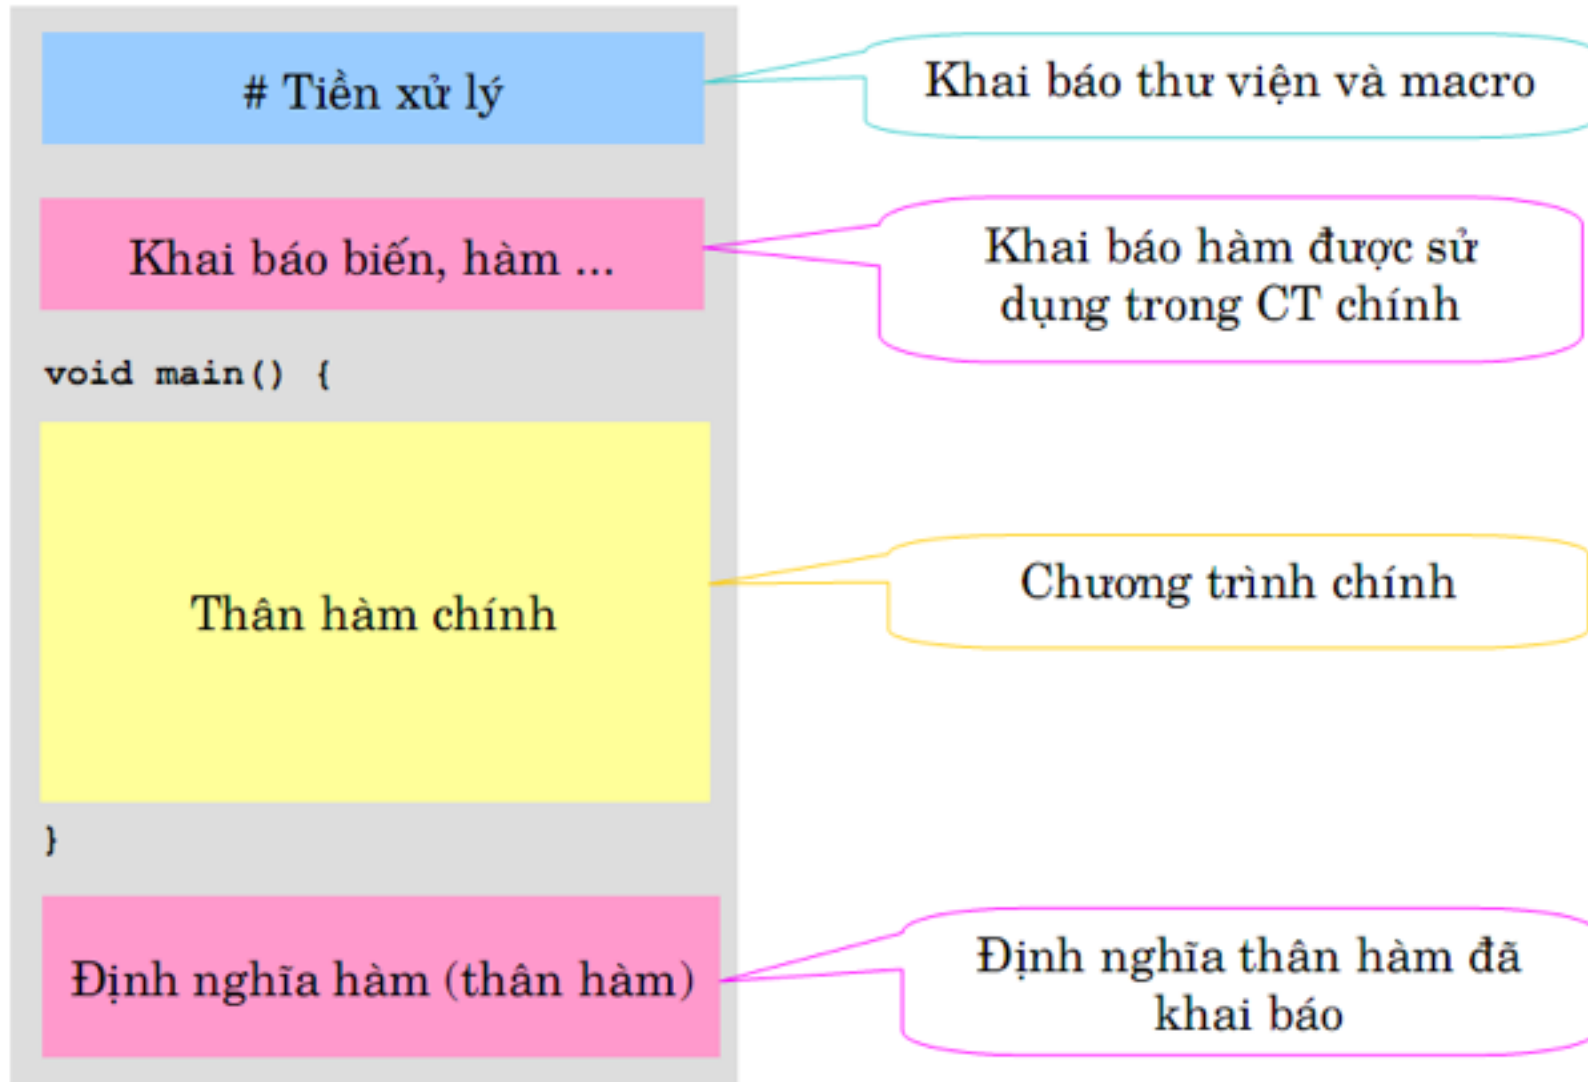 # Tiền xử lý
Khai báo thư viện và macro
Khai báo biến, hàm ...
Khai báo hàm được sử
dụng trong CT chính
void main() {
Thân hàm chính
Chương trình chính
}
Định nghĩa hàm (thân hàm)
Định nghĩa thân hàm đã
khai báo